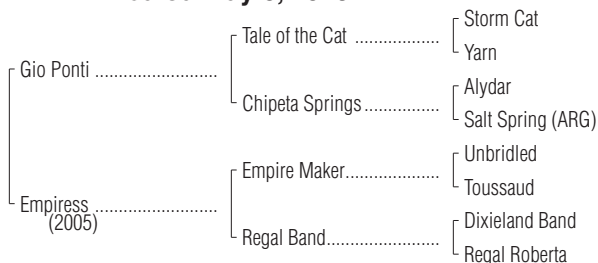 Storm Cat
Tale of the Cat ..................
Yarn
Gio Ponti ..........................
Alydar
Chipeta Springs ................
Salt Spring (ARG)
Unbridled
Empire Maker....................
Toussaud
Empiress ..........................
(2005)
Dixieland Band
Regal Band........................
Regal Roberta